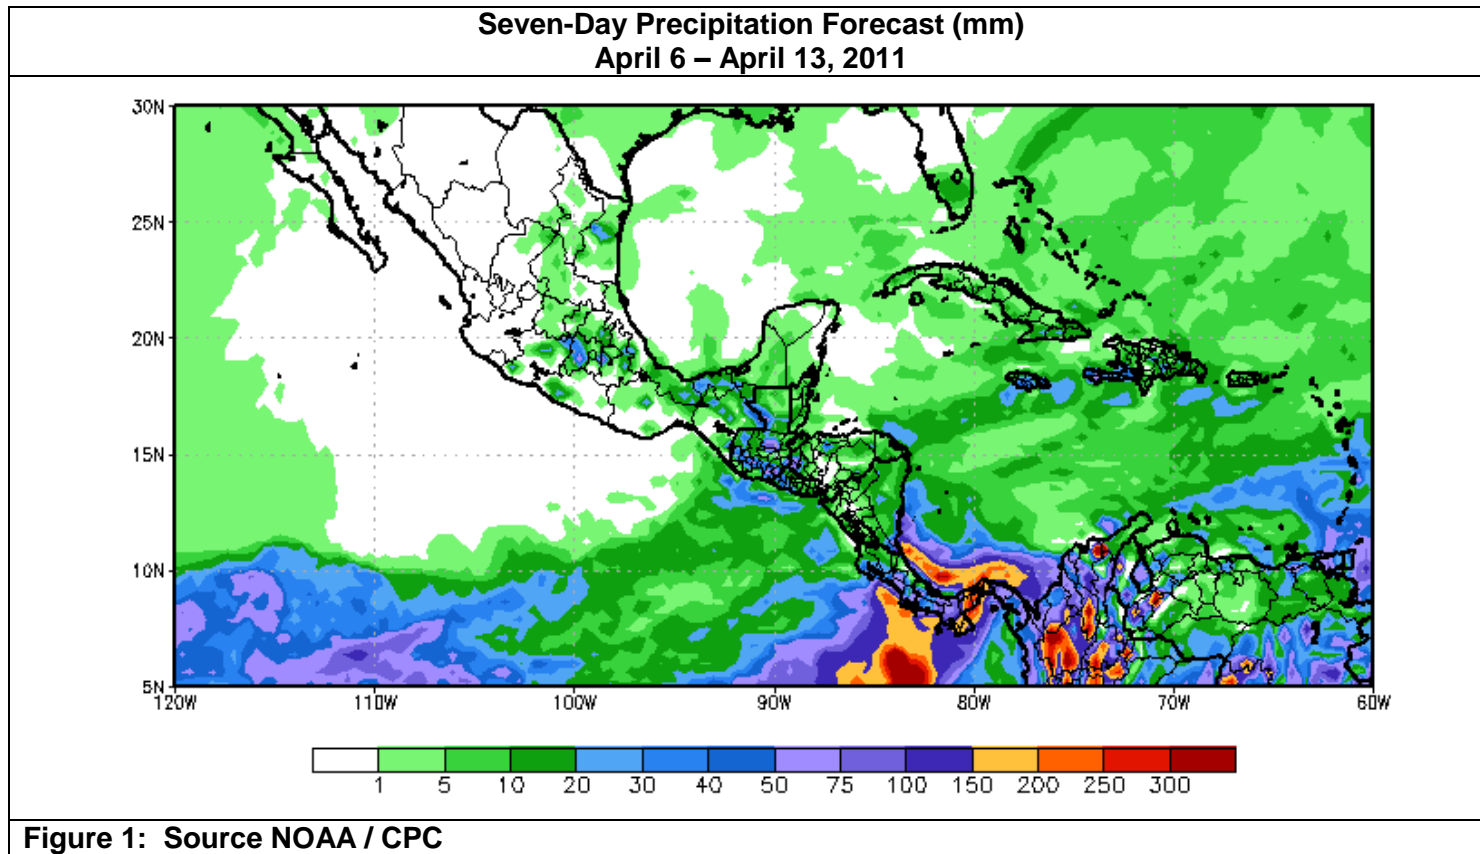 Seven-Day Precipitation Forecast (mm)
April 6 – April 13, 2011
30N
25N
20N
15N
10N
5N
120W 110W 100W 90W 80W 70W 60W
1 5 10 20 30 40 50 75 100 150 200 250 300
Figure 1: Source NOAA / CPC